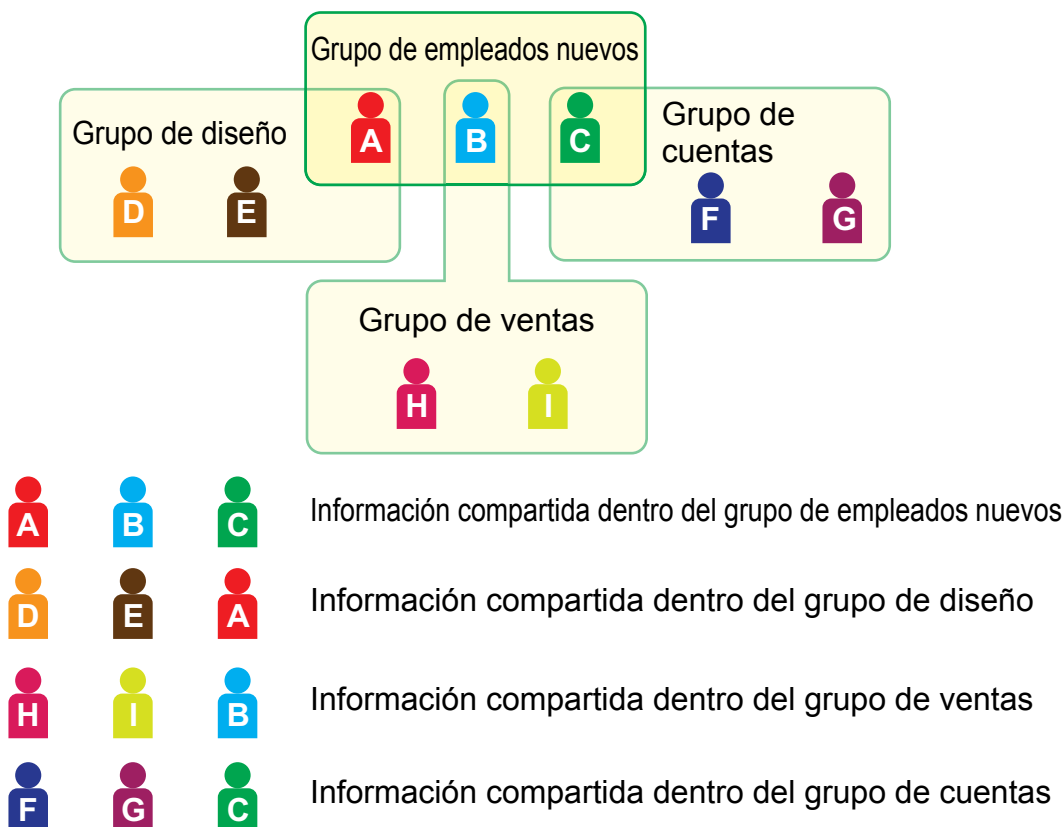 Grupo de empleados nuevos
Grupo de diseño
A
B
C
Grupo de
cuentas
D
E
F
G
Grupo de ventas
H
I
A B C Información compartida dentro del grupo de empleados nuevos
D E A Información compartida dentro del grupo de diseño
H I B Información compartida dentro del grupo de ventas
F G C Información compartida dentro del grupo de cuentas